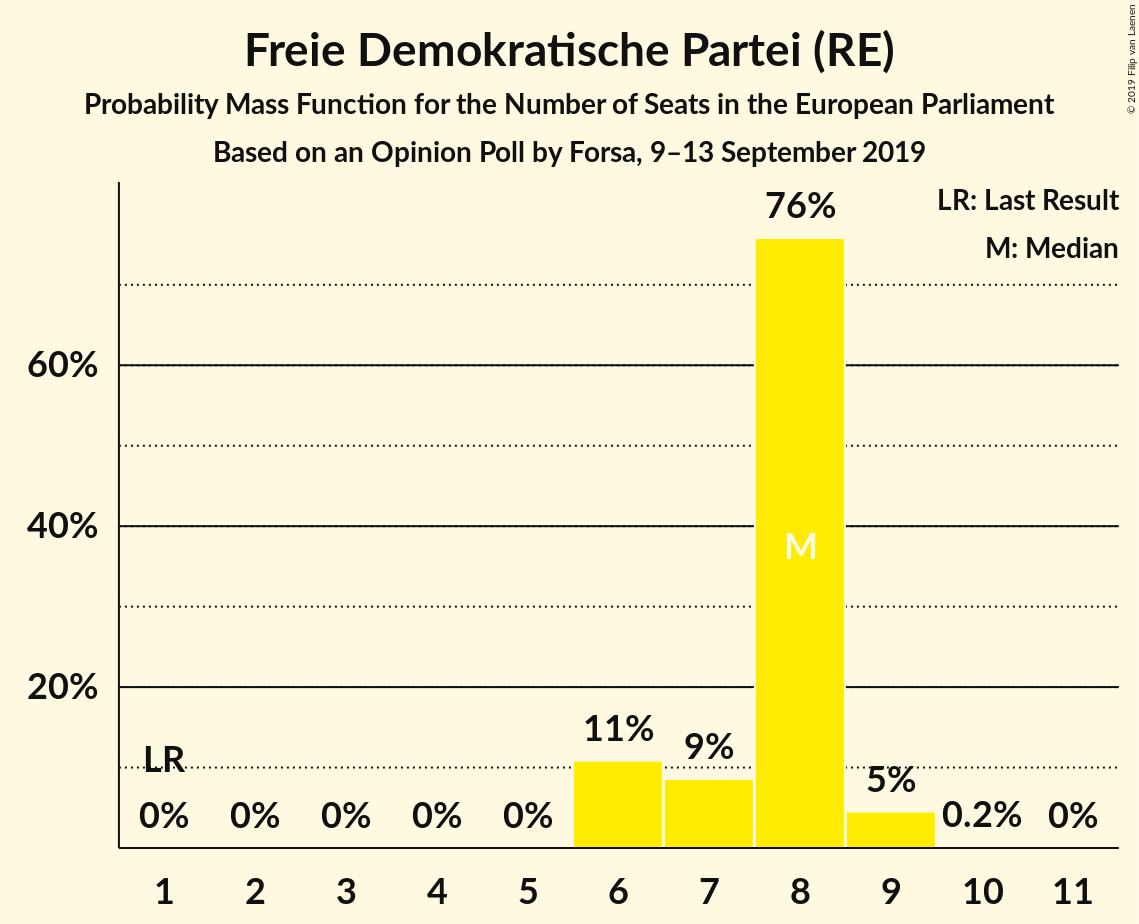 Freie Demokratische Partei (RE)
Probability Mass Function for the Number of Seats in the European Parliament
Based on an Opinion Poll by Forsa, 9–13 September 2019
© 2019 Filip van Laenen
LR: Last Result
M: Median
76%
60%
40%
20%
M
LR
0%
0%
0%
0%
0%
11%
9%
5%
0.2%
0%
1 2 3 4 5 6 7 8 9 10 11